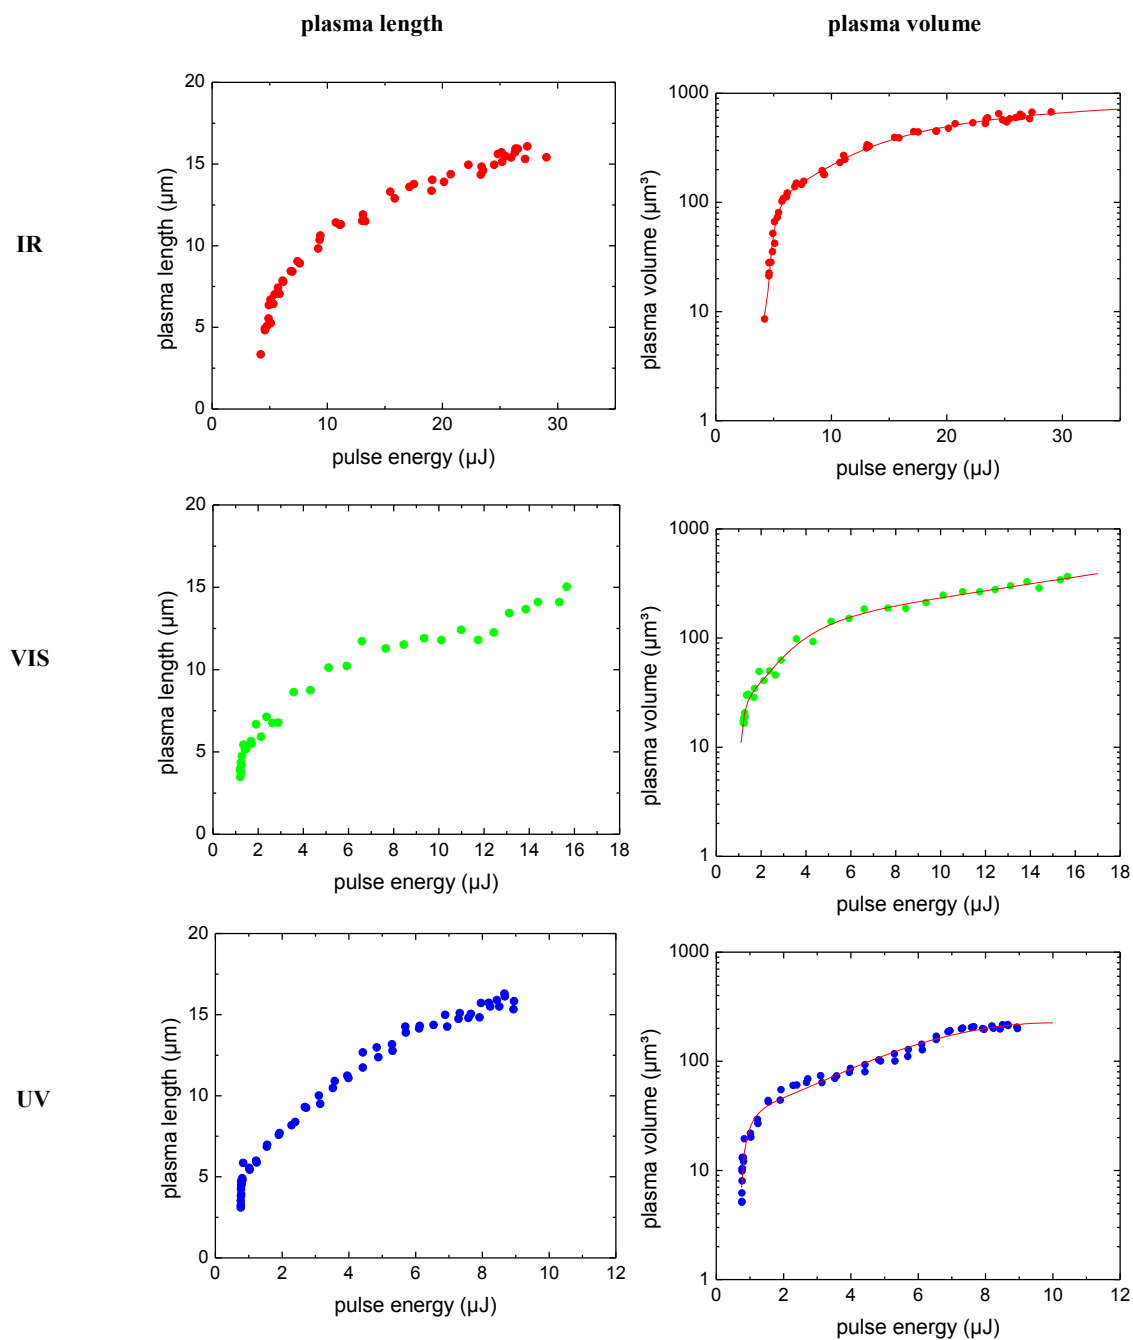 plasma length
plasma volume
IR
20
15
10
5
0
plasma length (µm)
0 10 20 30
pulse energy (µJ)
1000
100
10
1
plasma volume (µm³)
0 10 20 30
pulse energy (µJ)
VIS
20
15
10
5
0
plasma length (µm)
0 2 4 6 8 10 12 14 16 18
pulse energy (µJ)
1000
100
10
1
plasma volume (µm³)
0 2 4 6 8 10 12 14 16 18
pulse energy (µJ)
UV
20
15
10
5
0
plasma length (µm)
0 2 4 6 8 10 12
pulse energy (µJ)
1000
100
10
1
plasma volume (µm³)
0 2 4 6 8 10 12
pulse energy (µJ)